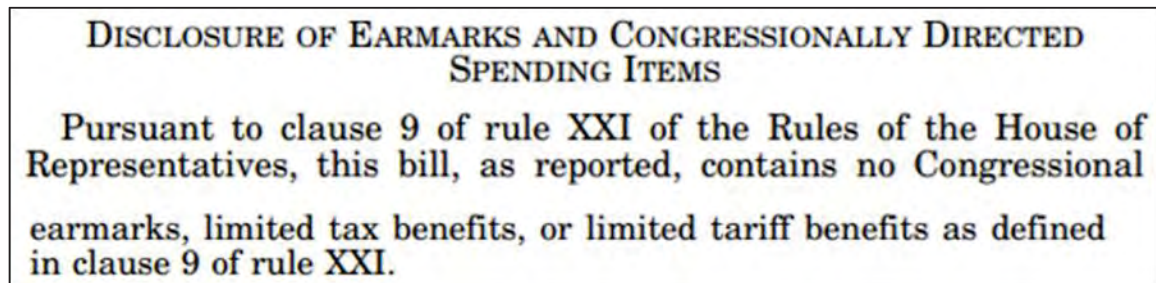 DISCLOSURE OF EARMARKS AND CONGRESSIONALLY DIRECTED
SPENDING ITEMS
Pursuant to clause 9 of rule XXI of the Rules of the House of
Representatives, this bill, as reported, contains no Congressional
earmarks, limited tax benefits, or limited tariff benefits as defined
in clause 9 of rule XXI.